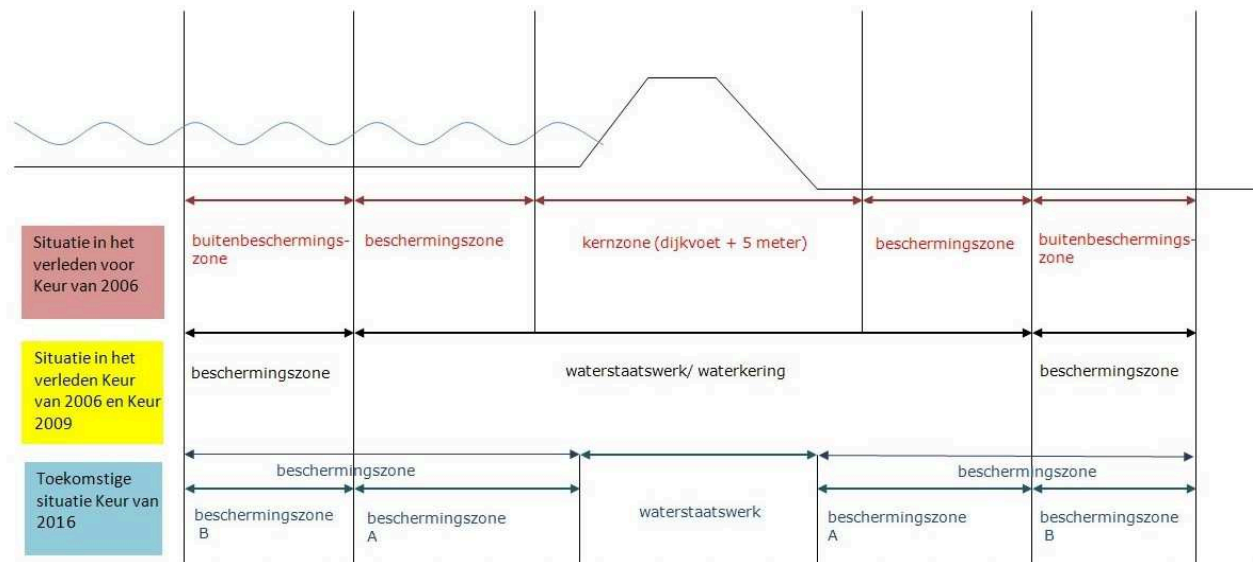 Situatie in het
verleden voor
Keur van 2006
buitenbeschermings-
zone
beschermingszone
kernzone (dijkvoet + 5 meter)
beschermingszone
buitenbeschermings-
zone
Situatie in het
verleden Keur
van 2006 en Keur
2009
beschermingszone
waterstaatswerk/ waterkering
beschermingszone
Toekomstige
situatie Keur van
2016
beschermingszone
beschermingszone
B
beschermingszone
A
waterstaatswerk
beschermingszone
beschermingszone
A
beschermingszone
B